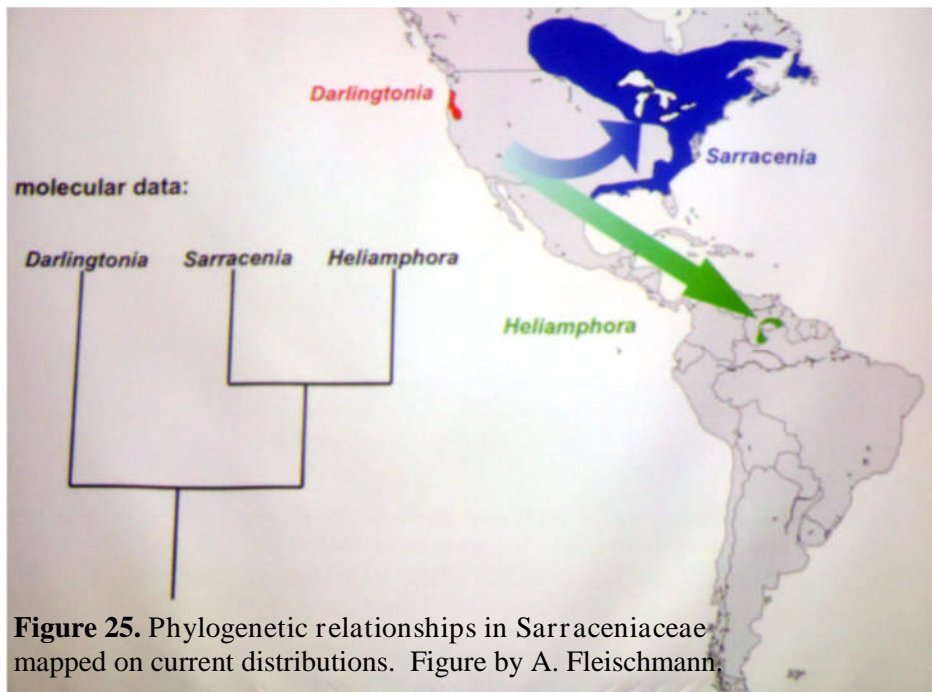 Darlingtonia
Sarracenia
molecular data:
Darlingtonia Sarracenia Heliamphora
Heliamphora
Figure 25. Phylogenetic relationships in Sarraceniaceae
mapped on current distributions. Figure by A. Fleischmann.